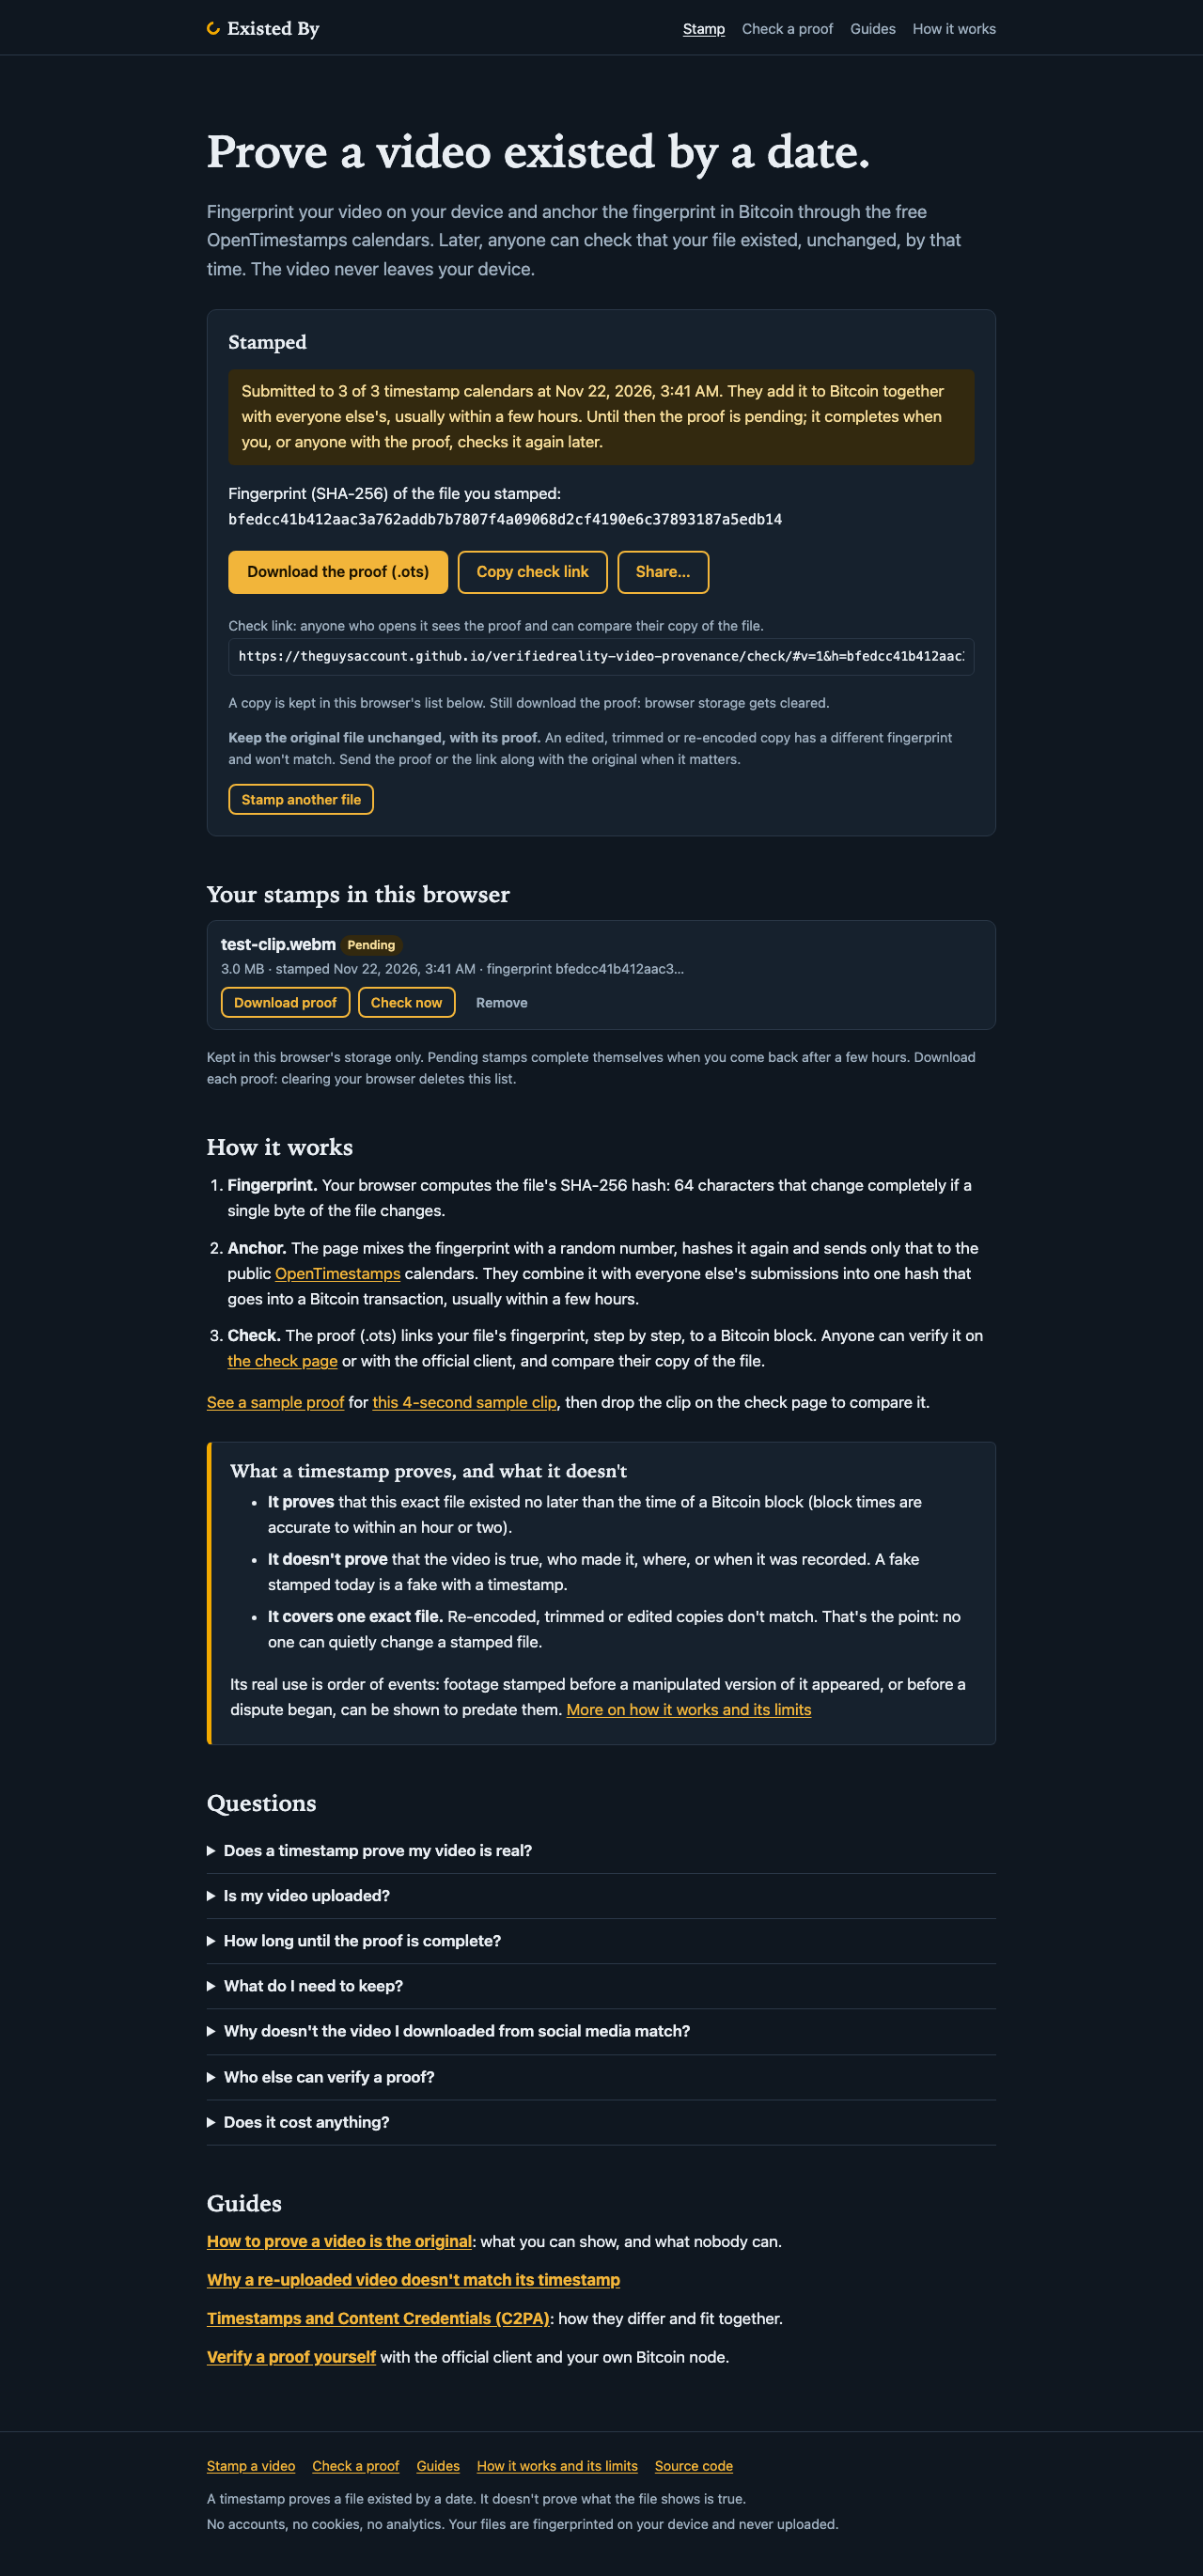 Existed By
Stamp Check a proof Guides How it works
Prove a video existed by a date.
Fingerprint your video on your device and anchor the fingerprint in Bitcoin through the free
OpenTimestamps calendars. Later, anyone can check that your file existed, unchanged, by that
time. The video never leaves your device.
Stamped
Submitted to 3 of 3 timestamp calendars at Nov 22, 2026, 3:41 AM. They add it to Bitcoin together
with everyone else's, usually within a few hours. Until then the proof is pending; it completes when
you, or anyone with the proof, checks it again later.
Fingerprint (SHA-256) of the file you stamped:
bfedcc41b412aac3a762addb7b7807f4a09068d2cf4190e6c37893187a5edb14
Download the proof (.ots) Copy check link Share...
Check link: anyone who opens it sees the proof and can compare their copy of the file.
https://theguysaccount.github.io/verifiedreality-video-provenance/check/#v=1&h=bfedcc41b412aac
A copy is kept in this browser's list below. Still download the proof: browser storage gets cleared.
Keep the original file unchanged, with its proof. An edited, trimmed or re-encoded copy has a different fingerprint
and won't match. Send the proof or the link along with the original when it matters.
Stamp another file
Your stamps in this browser
test-clip.webm Pending
3.0 MB · stamped Nov 22, 2026, 3:41 AM · fingerprint bfedcc41b412aac3...
Download proof Check now Remove
Kept in this browser's storage only. Pending stamps complete themselves when you come back after a few hours. Download
each proof: clearing your browser deletes this list.
How it works
1. Fingerprint. Your browser computes the file's SHA-256 hash: 64 characters that change completely if a
single byte of the file changes.
2. Anchor. The page mixes the fingerprint with a random number, hashes it again and sends only that to the
public OpenTimestamps calendars. They combine it with everyone else's submissions into one hash that
goes into a Bitcoin transaction, usually within a few hours.
3. Check. The proof (.ots) links your file's fingerprint, step by step, to a Bitcoin block. Anyone can verify it on
the check page or with the official client, and compare their copy of the file.
See a sample proof for this 4-second sample clip, then drop the clip on the check page to compare it.
What a timestamp proves, and what it doesn't
• It proves that this exact file existed no later than the time of a Bitcoin block (block times are
accurate to within an hour or two).
• It doesn't prove that the video is true, who made it, where, or when it was recorded. A fake
stamped today is a fake with a timestamp.
• It covers one exact file. Re-encoded, trimmed or edited copies don't match. That's the point: no
one can quietly change a stamped file.
Its real use is order of events: footage stamped before a manipulated version of it appeared, or before a
dispute began, can be shown to predate them. More on how it works and its limits
Questions
Does a timestamp prove my video is real?
Is my video uploaded?
How long until the proof is complete?
What do I need to keep?
Why doesn't the video I downloaded from social media match?
Who else can verify a proof?
Does it cost anything?
Guides
How to prove a video is the original: what you can show, and what nobody can.
Why a re-uploaded video doesn't match its timestamp
Timestamps and Content Credentials (C2PA): how they differ and fit together.
Verify a proof yourself with the official client and your own Bitcoin node.
Stamp a video Check a proof Guides How it works and its limits Source code
A timestamp proves a file existed by a date. It doesn't prove what the file shows is true.
No accounts, no cookies, no analytics. Your files are fingerprinted on your device and never uploaded.